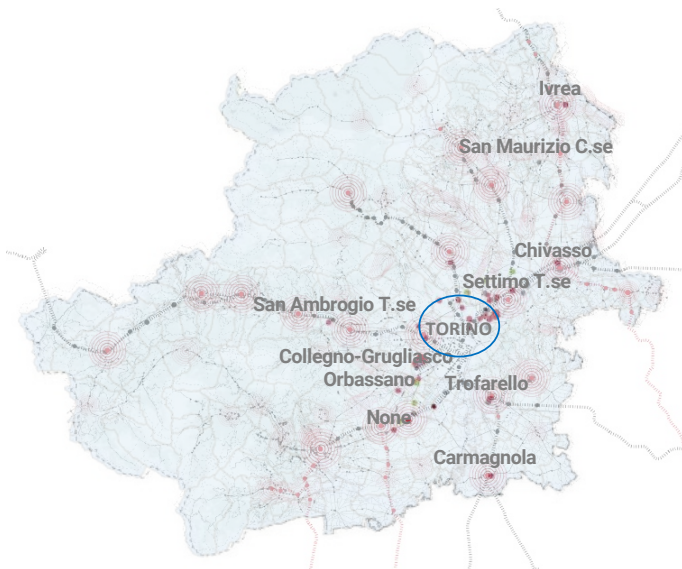 Ivrea
San Maurizio C.se
Chivasso
Settimo T.se
San Ambrogio T.se
TORINO
Collegno-Grugliasco
Orbassano
Trofarello
None
Carmagnola